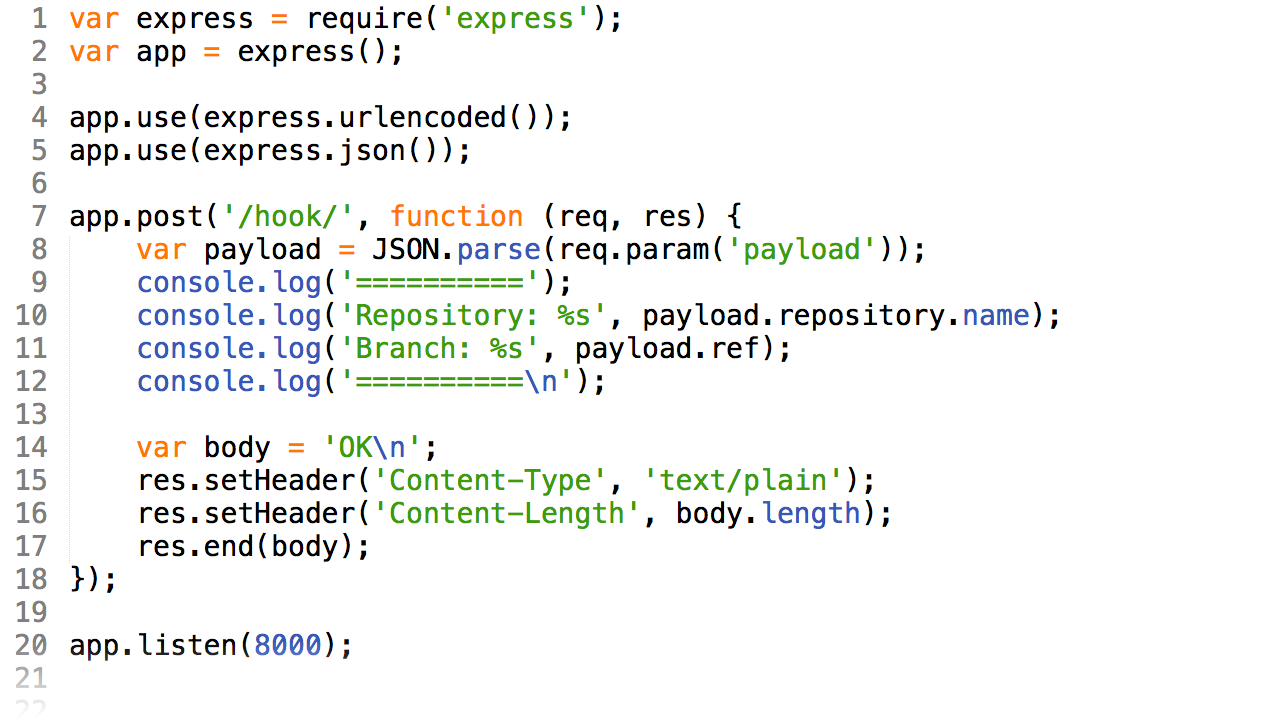 1 var express = require('express');
2 var app = express();
3
4 app.use(express.urlencoded());
5 app.use(express.json());
6
7 app.post('/hook/', function (req, res) {
8     var payload = JSON.parse(req.param('payload'));
9     console.log('==========');
10     console.log('Repository: %s', payload.repository.name);
11     console.log('Branch: %s', payload.ref);
12     console.log('==========\n');
13
14     var body = 'OK\n';
15     res.setHeader('Content-Type', 'text/plain');
16     res.setHeader('Content-Length', body.length);
17     res.end(body);
18 });
19
20 app.listen(8000);
21
22